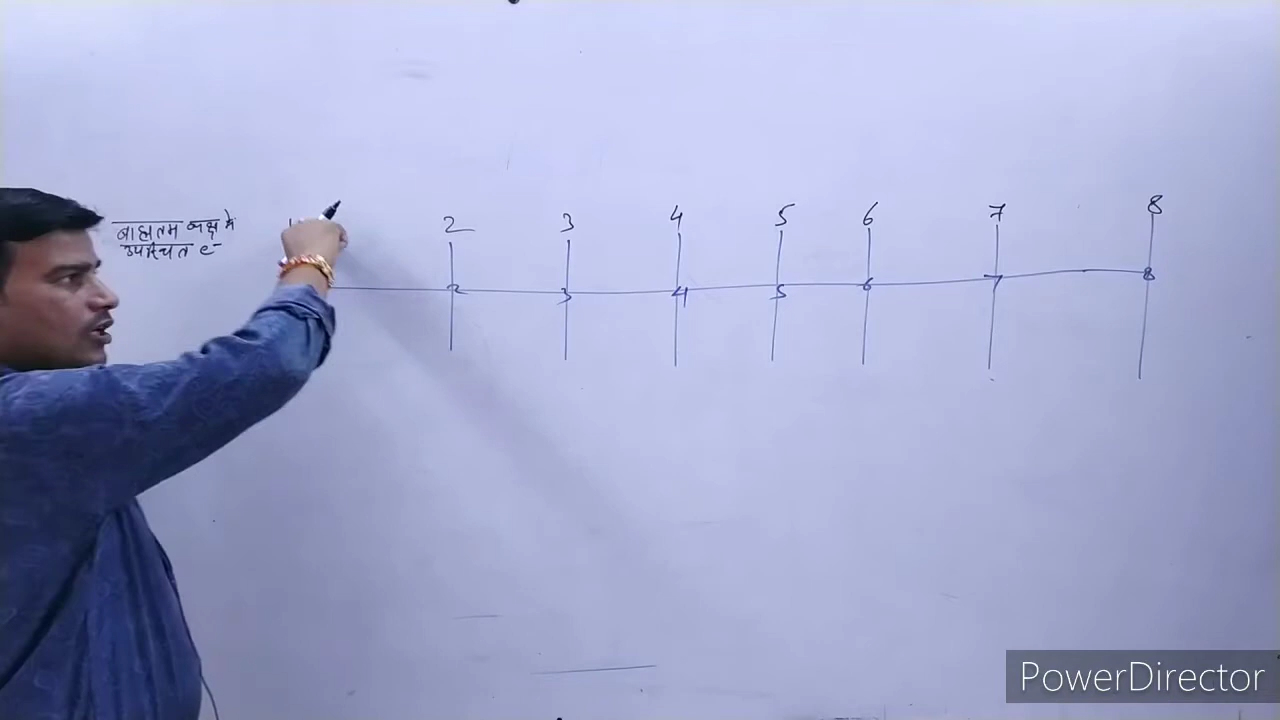 बाह्यतम कक्ष में
उपस्थित e⁻
2 3 4 5 6 7 8
2 3 4 5 6 7 8
PowerDirector